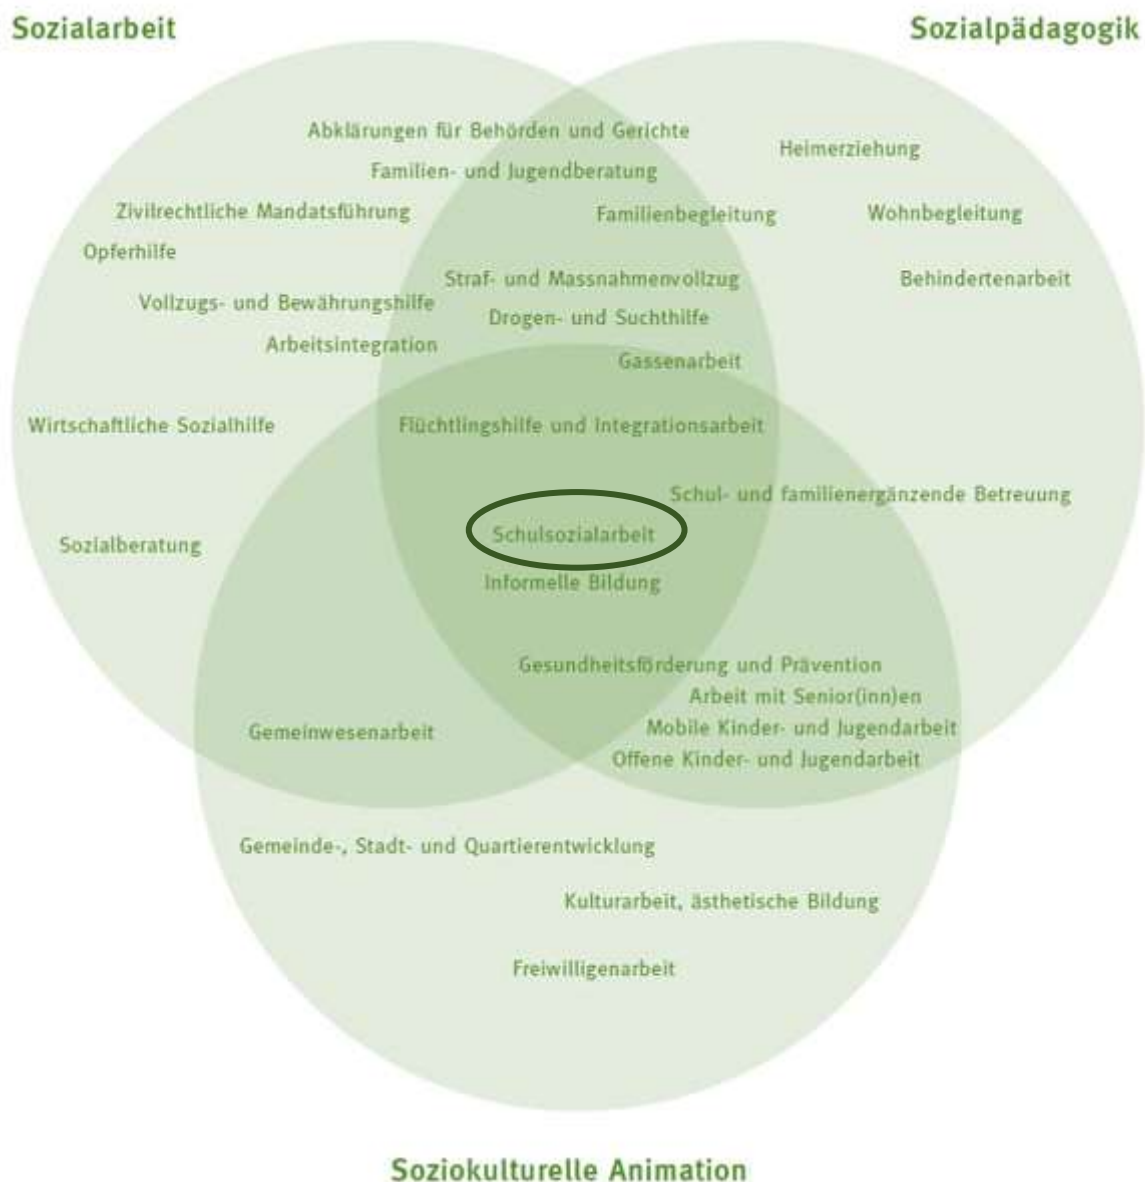 Sozialarbeit
Sozialpädagogik
Abklärungen für Behörden und Gerichte
Heimerziehung
Familien- und Jugendberatung
Zivilrechtliche Mandatsführung
Familienbegleitung
Wohnbegleitung
Opferhilfe
Straf- und Massnahmenvollzug
Behindertenarbeit
Vollzugs- und Bewährungshilfe
Drogen- und Suchthilfe
Arbeitsintegration
Gassenarbeit
Wirtschaftliche Sozialhilfe
Flüchtlingshilfe und Integrationsarbeit
Schul- und familienergänzende Betreuung
Schulsozialarbeit
Sozialberatung
Informelle Bildung
Gesundheitsförderung und Prävention
Arbeit mit Senior(inn)en
Mobile Kinder- und Jugendarbeit
Gemeinwesenarbeit
Offene Kinder- und Jugendarbeit
Gemeinde-, Stadt- und Quartierentwicklung
Kulturarbeit, ästhetische Bildung
Freiwilligenarbeit
Soziokulturelle Animation